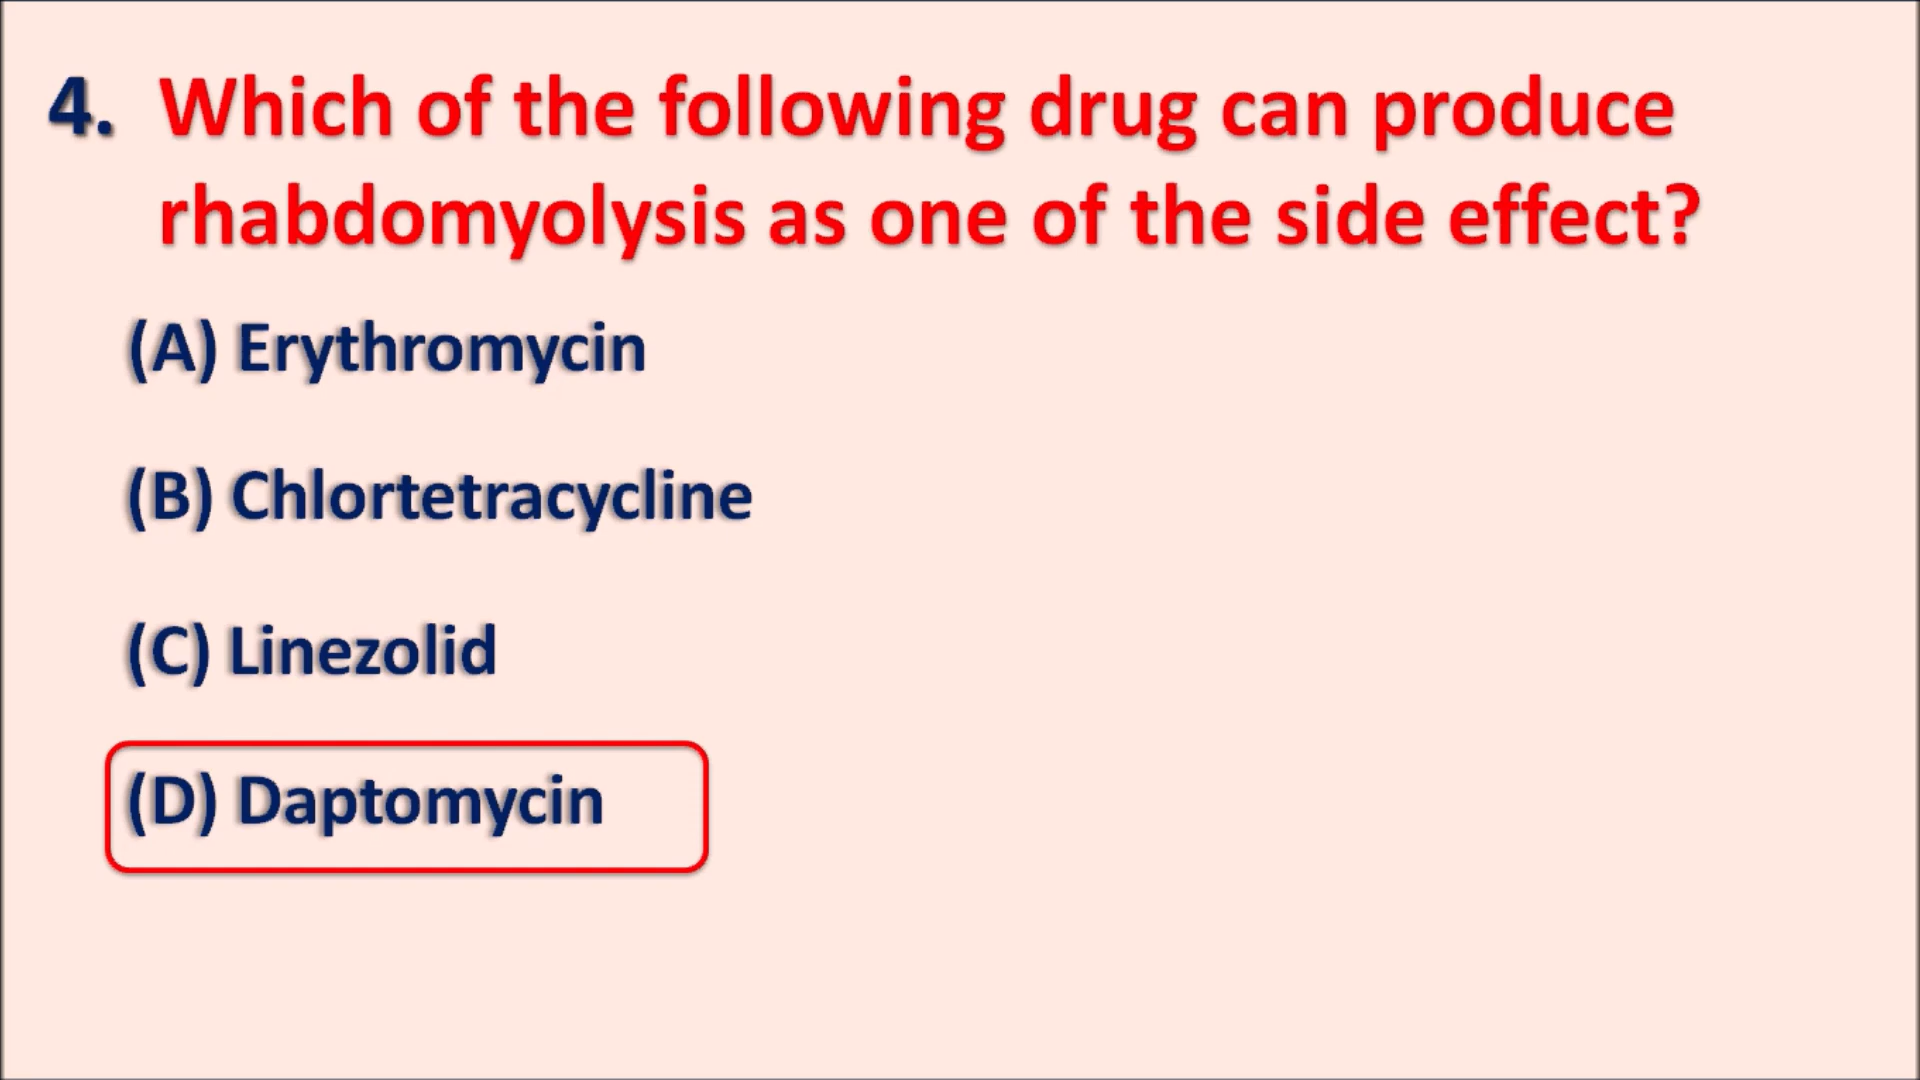 4. Which of the following drug can produce
rhabdomyolysis as one of the side effect?
(A) Erythromycin
(B) Chlortetracycline
(C) Linezolid
(D) Daptomycin